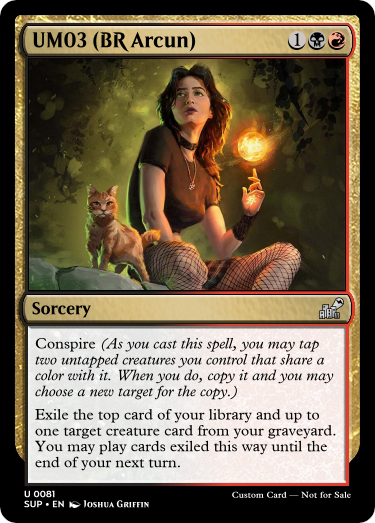 UM03 (BR Arcun) 1
Sorcery
Conspire (As you cast this spell, you may tap
two untapped creatures you control that share a
color with it. When you do, copy it and you may
choose a new target for the copy.)
Exile the top card of your library and up to
one target creature card from your graveyard.
You may play cards exiled this way until the
end of your next turn.
U 0081
SUP • EN Joshua Griffin
Custom Card — Not for Sale